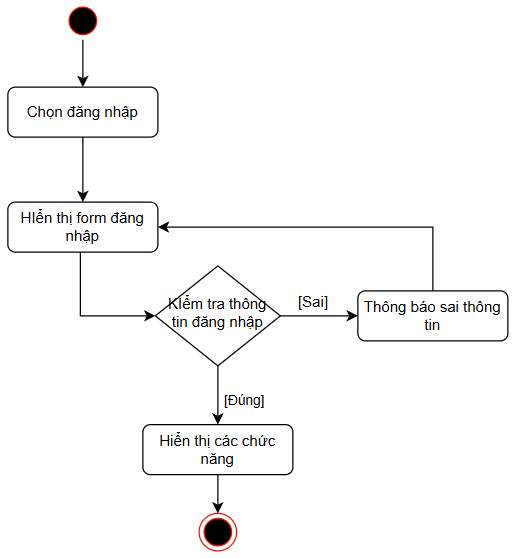 Chọn đăng nhập
HIển thị form đăng
nhập
KIểm tra thông
tin đăng nhập
[Sai]
Thông báo sai thông
tin
[Đúng]
Hiển thị các chức
năng